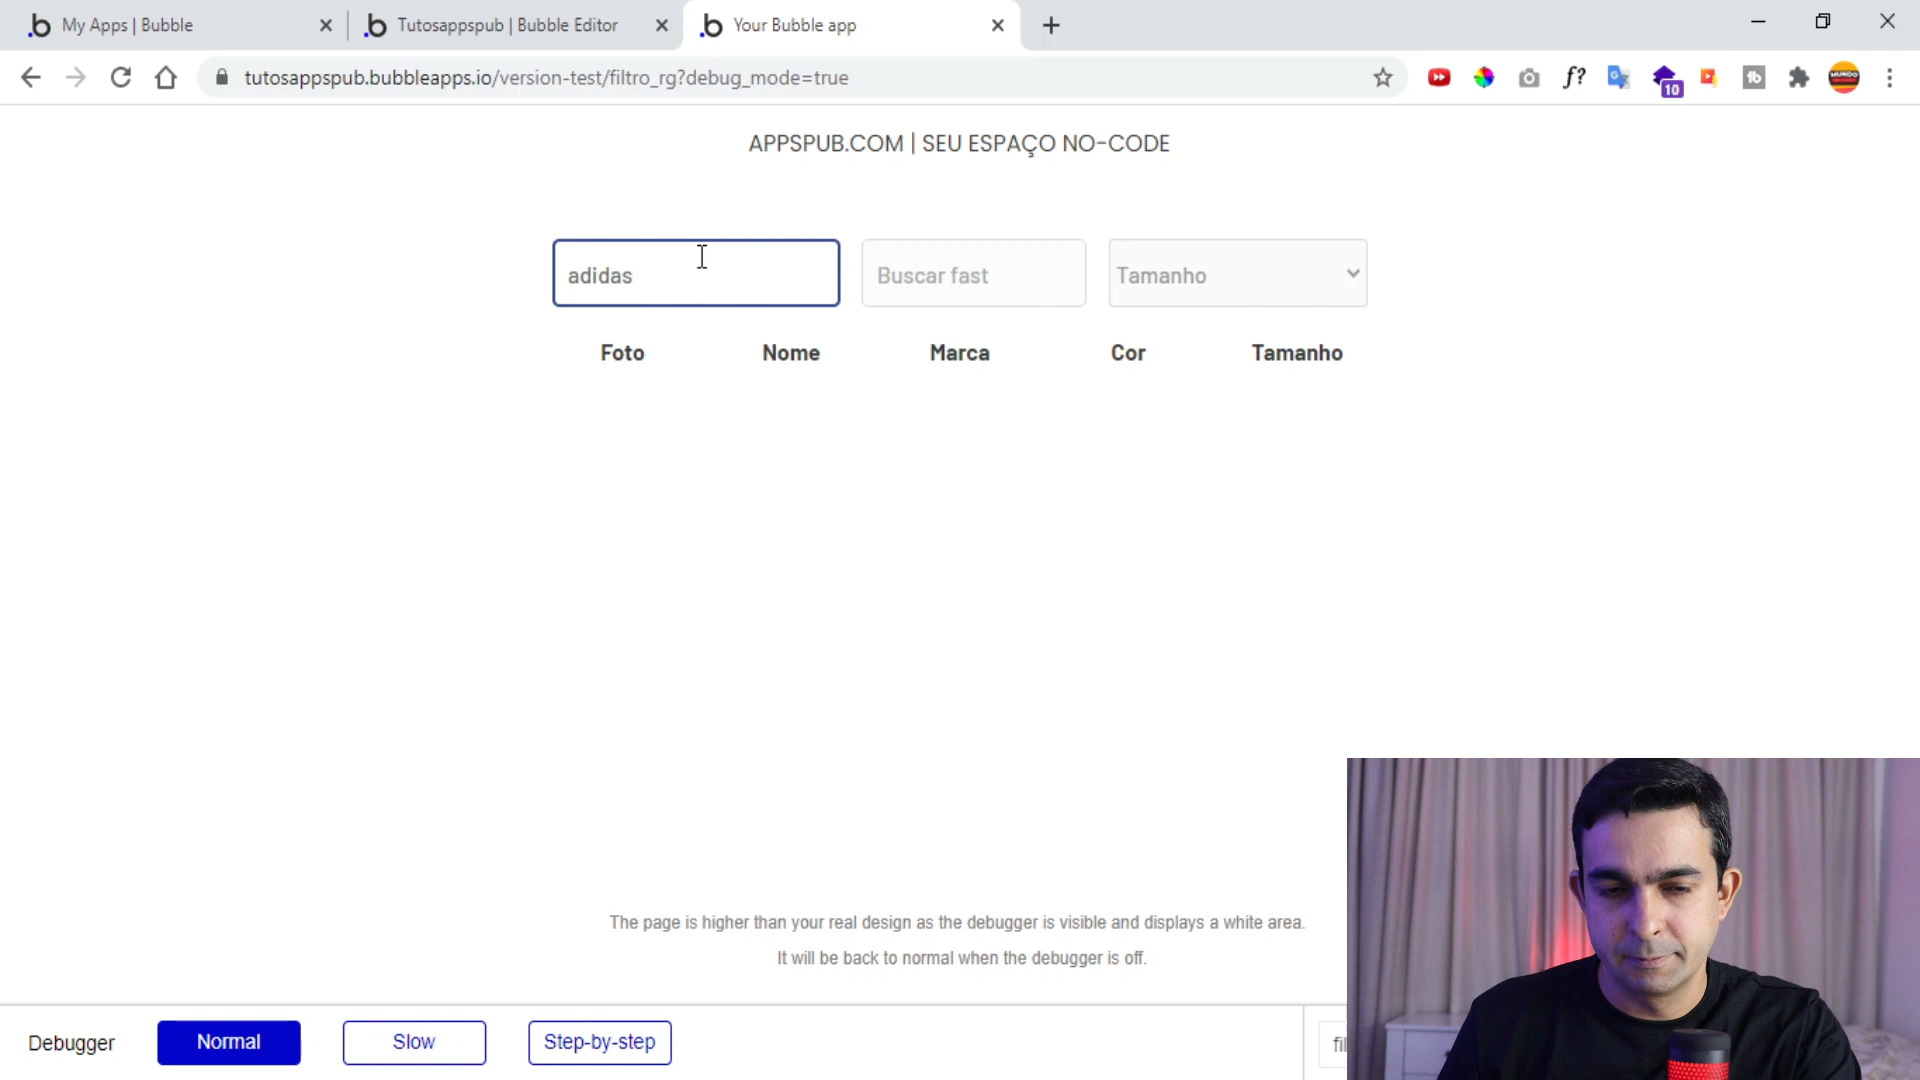 My Apps | Bubble
Tutosappspub | Bubble Editor
Your Bubble app
tutosappspub.bubbleapps.io/version-test/filtro_rg?debug_mode=true
f?
10
tb
APPSPUB.COM | SEU ESPAÇO NO-CODE
adidas
Buscar fast
Tamanho
Foto Nome Marca Cor Tamanho
The page is higher than your real design as the debugger is visible and displays a white area.
It will be back to normal when the debugger is off.
Debugger Normal Slow Step-by-step